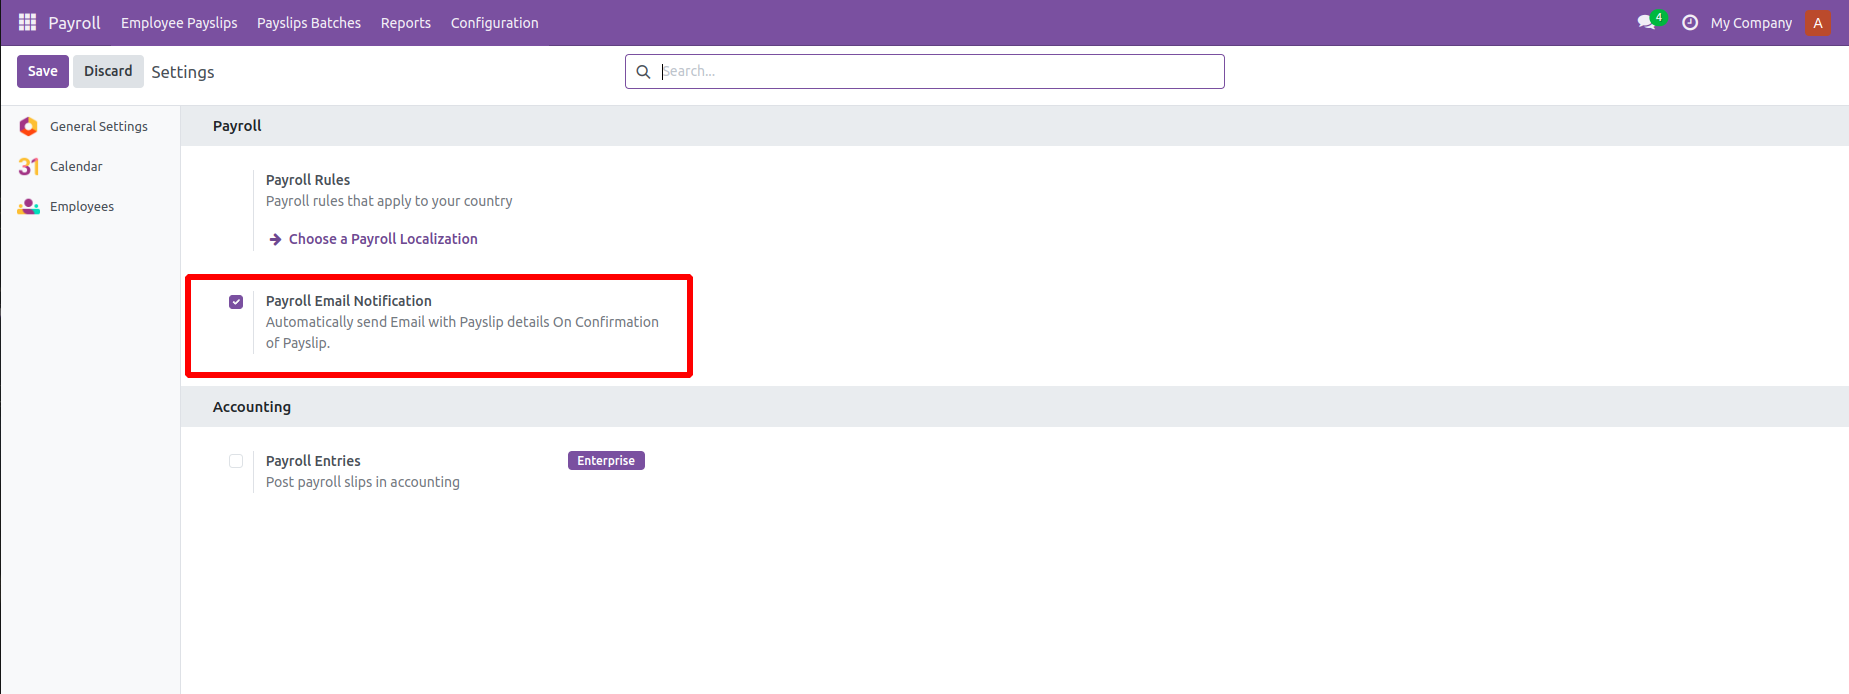 Payroll Employee Payslips Payslips Batches Reports Configuration 4 My Company A
Save Discard Settings Search...
General Settings
Calendar
Employees
31
Payroll
Payroll Rules
Payroll rules that apply to your country
Choose a Payroll Localization
Payroll Email Notification
Automatically send Email with Payslip details On Confirmation
of Payslip.
Accounting
Payroll Entries Enterprise
Post payroll slips in accounting